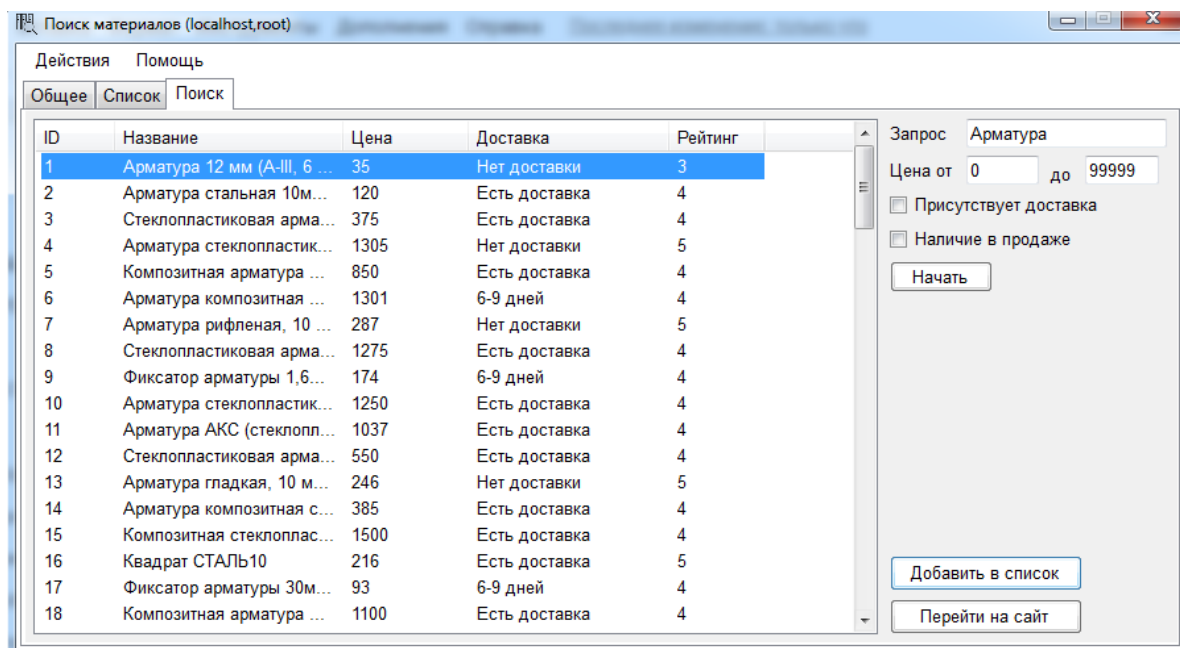 Поиск материалов (localhost,root)
Действия Помощь
Общее Список Поиск
ID Название Цена Доставка Рейтинг
1 Арматура 12 мм (A-III, 6 ... 35 Нет доставки 3
2 Арматура стальная 10м... 120 Есть доставка 4
3 Стеклопластиковая арма... 375 Есть доставка 4
4 Арматура стеклопластик... 1305 Нет доставки 5
5 Композитная арматура ... 850 Есть доставка 4
6 Арматура композитная ... 1301 6-9 дней 4
7 Арматура рифленая, 10 ... 287 Нет доставки 5
8 Стеклопластиковая арма... 1275 Есть доставка 4
9 Фиксатор арматуры 1,6... 174 6-9 дней 4
10 Арматура стеклопластик... 1250 Есть доставка 4
11 Арматура АКС (стеклопл... 1037 Есть доставка 4
12 Стеклопластиковая арма... 550 Есть доставка 4
13 Арматура гладкая, 10 м... 246 Нет доставки 5
14 Арматура композитная с... 385 Есть доставка 4
15 Композитная стеклоплас... 1500 Есть доставка 4
16 Квадрат СТАЛЬ10 216 Есть доставка 5
17 Фиксатор арматуры 30м... 93 6-9 дней 4
18 Композитная арматура ... 1100 Есть доставка 4
Запрос Арматура
Цена от 0 до 99999
Присутствует доставка
Наличие в продаже
Начать
Добавить в список
Перейти на сайт